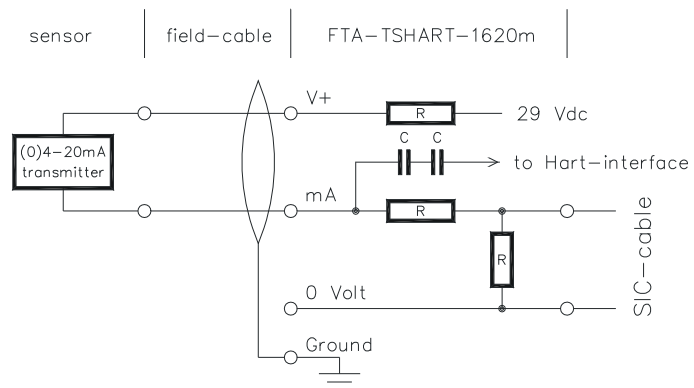 sensor
field-cable
FTA-TSHART-1620m
V+
R
29 Vdc
C C
(0)4-20mA
transmitter
to Hart-interface
mA
R
R
SIC-cable
0 Volt
Ground